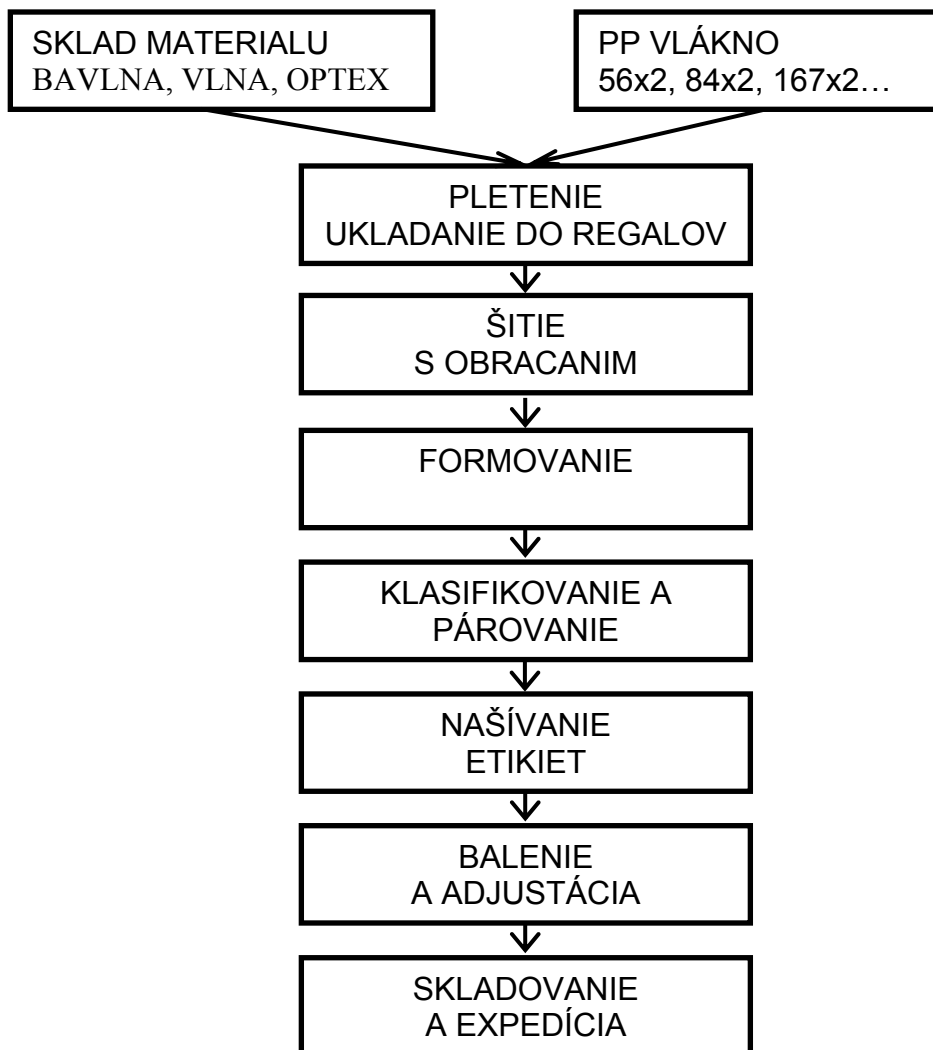 SKLAD MATERIALU
BAVLNA, VLNA, OPTEX
PP VLÁKNO
56x2, 84x2, 167x2…
PLETENIE
UKLADANIE DO REGALOV
ŠITIE
S OBRACANIM
FORMOVANIE
KLASIFIKOVANIE A
PÁROVANIE
NAŠÍVANIE
ETIKIET
BALENIE
A ADJUSTÁCIA
SKLADOVANIE
A EXPEDÍCIA